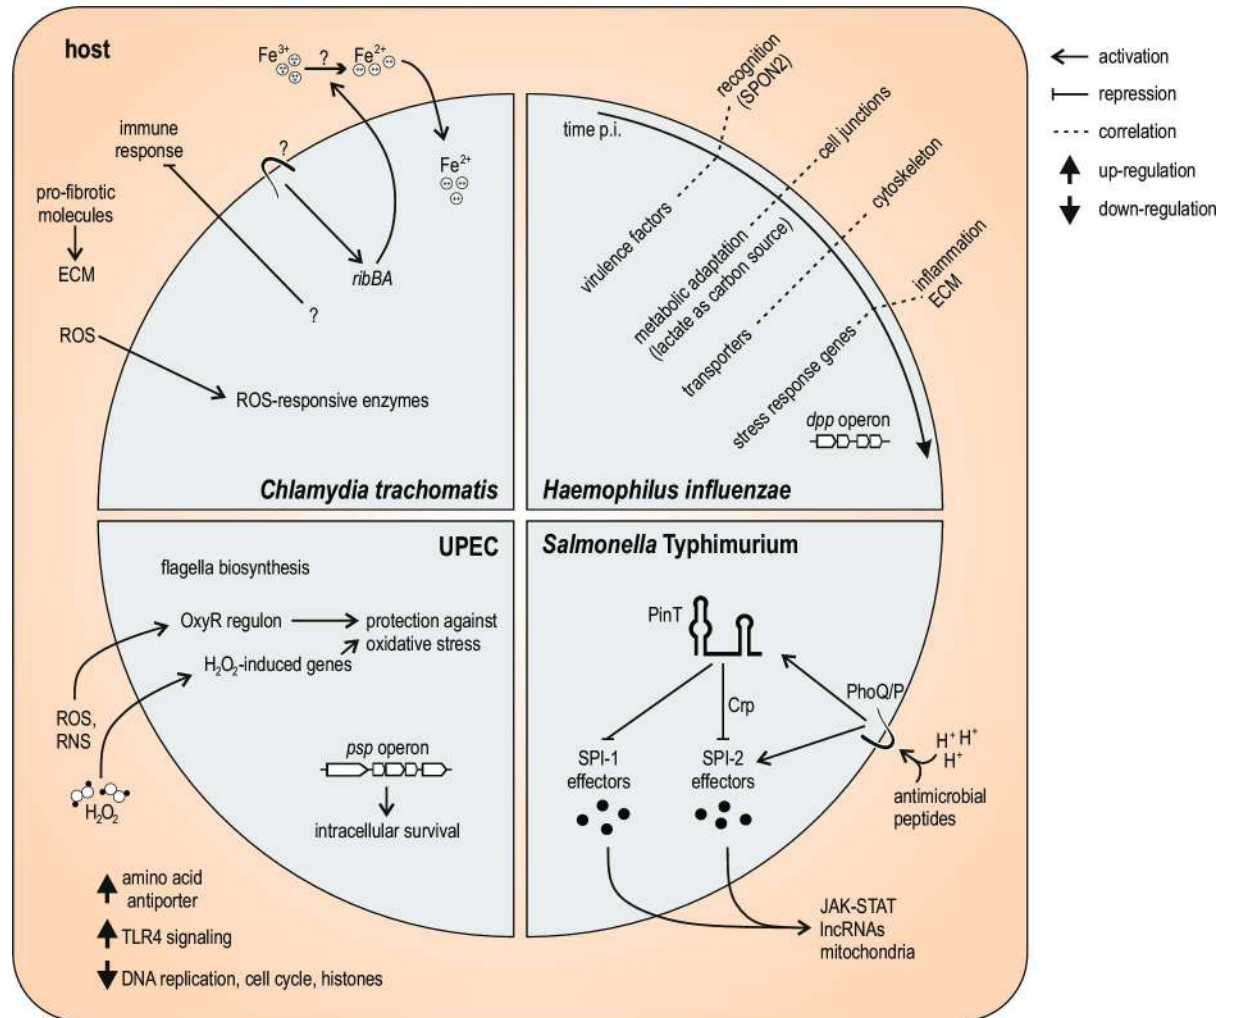 host
Fe3+
?
Fe2+
Fe2+
immune
response
?
pro-fibrotic
molecules
ECM
ribBA
?
ROS
ROS-responsive enzymes
Chlamydia trachomatis
time p.i.
recognition
(SPON2)
virulence factors
cell junctions
metabolic adaptation
(lactate as carbon source)
cytoskeleton
transporters
inflammation
ECM
stress response genes
dpp operon
Haemophilus influenzae
activation
repression
correlation
up-regulation
down-regulation
UPEC
flagella biosynthesis
OxyR regulon
protection against
oxidative stress
H2O2-induced genes
ROS,
RNS
H2O2
psp operon
intracellular survival
amino acid
antiporter
TLR4 signaling
DNA replication, cell cycle, histones
Salmonella Typhimurium
PinT
Crp
PhoQ/P
SPI-1
effectors
SPI-2
effectors
H+ H+
H+
antimicrobial
peptides
JAK-STAT
lncRNAs
mitochondria